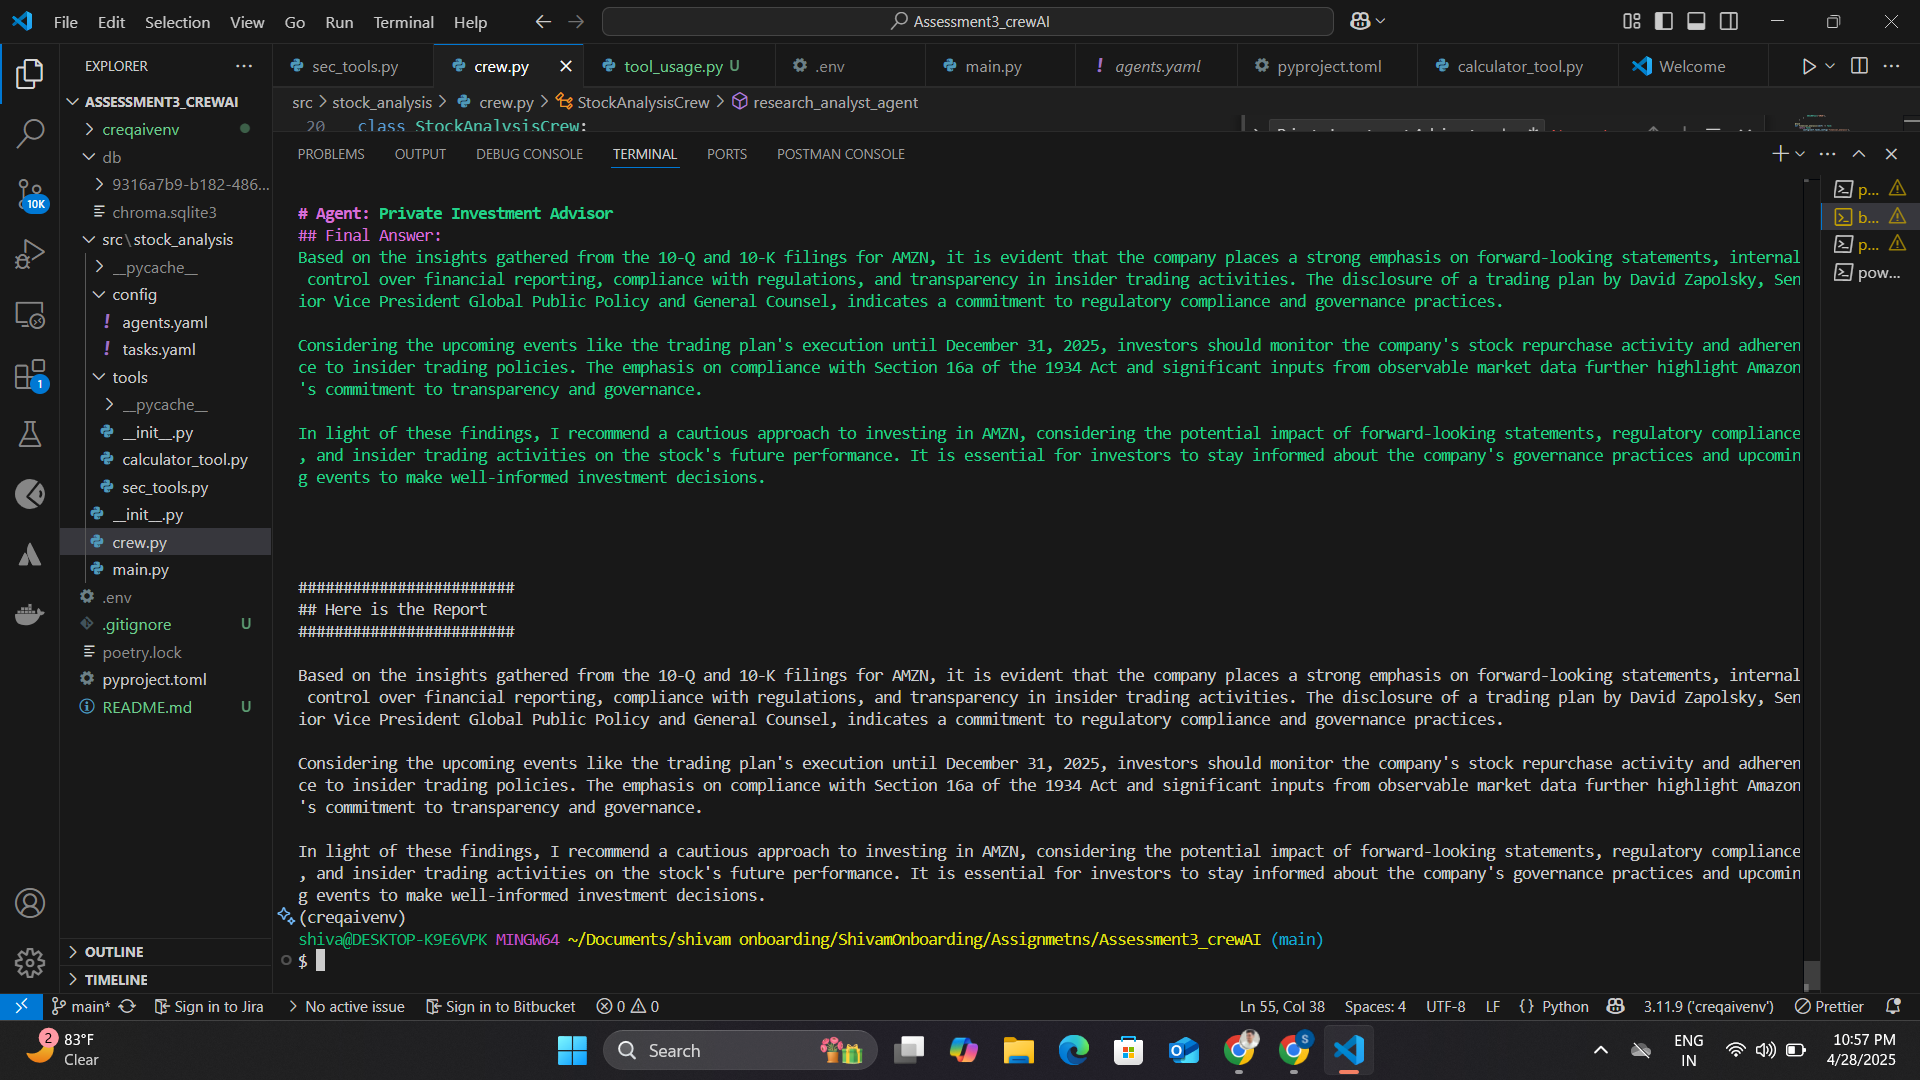 File Edit Selection View Go Run Terminal Help
Assessment3_crewAI
EXPLORER
sec_tools.py
crew.py
tool_usage.py U
.env
main.py
agents.yaml
pyproject.toml
calculator_tool.py
Welcome
ASSESSMENT3_CREWAI
src > stock_analysis > crew.py > StockAnalysisCrew > research_analyst_agent
20 class StockAnalysisCrew:
creqaivenv
db
9316a7b9-b182-486...
chroma.sqlite3
src\stock_analysis
__pycache__
config
agents.yaml
tasks.yaml
tools
__pycache__
__init__.py
calculator_tool.py
sec_tools.py
__init__.py
crew.py
main.py
.env
.gitignore U
poetry.lock
pyproject.toml
README.md U
OUTLINE
TIMELINE
10K
1
PROBLEMS OUTPUT DEBUG CONSOLE TERMINAL PORTS POSTMAN CONSOLE
p...
b...
p...
pow...
# Agent: Private Investment Advisor
## Final Answer:
Based on the insights gathered from the 10-Q and 10-K filings for AMZN, it is evident that the company places a strong emphasis on forward-looking statements, internal
control over financial reporting, compliance with regulations, and transparency in insider trading activities. The disclosure of a trading plan by David Zapolsky, Sen
ior Vice President Global Public Policy and General Counsel, indicates a commitment to regulatory compliance and governance practices.
Considering the upcoming events like the trading plan's execution until December 31, 2025, investors should monitor the company's stock repurchase activity and adheren
ce to insider trading policies. The emphasis on compliance with Section 16a of the 1934 Act and significant inputs from observable market data further highlight Amazon
's commitment to transparency and governance.
In light of these findings, I recommend a cautious approach to investing in AMZN, considering the potential impact of forward-looking statements, regulatory compliance
, and insider trading activities on the stock's future performance. It is essential for investors to stay informed about the company's governance practices and upcomin
g events to make well-informed investment decisions.
########################
## Here is the Report
########################
Based on the insights gathered from the 10-Q and 10-K filings for AMZN, it is evident that the company places a strong emphasis on forward-looking statements, internal
control over financial reporting, compliance with regulations, and transparency in insider trading activities. The disclosure of a trading plan by David Zapolsky, Sen
ior Vice President Global Public Policy and General Counsel, indicates a commitment to regulatory compliance and governance practices.
Considering the upcoming events like the trading plan's execution until December 31, 2025, investors should monitor the company's stock repurchase activity and adheren
ce to insider trading policies. The emphasis on compliance with Section 16a of the 1934 Act and significant inputs from observable market data further highlight Amazon
's commitment to transparency and governance.
In light of these findings, I recommend a cautious approach to investing in AMZN, considering the potential impact of forward-looking statements, regulatory compliance
, and insider trading activities on the stock's future performance. It is essential for investors to stay informed about the company's governance practices and upcomin
g events to make well-informed investment decisions.
(creqaivenv)
shiva@DESKTOP-K9E6VPK MINGW64 ~/Documents/shivam onboarding/ShivamOnboarding/Assignmetns/Assessment3_crewAI (main)
$
main* Sign in to Jira No active issue Sign in to Bitbucket 0 0 Ln 55, Col 38 Spaces: 4 UTF-8 LF {} Python 3.11.9 ('creqaivenv') Prettier
2 83°F
Clear
Search
S
ENG
IN
10:57 PM
4/28/2025